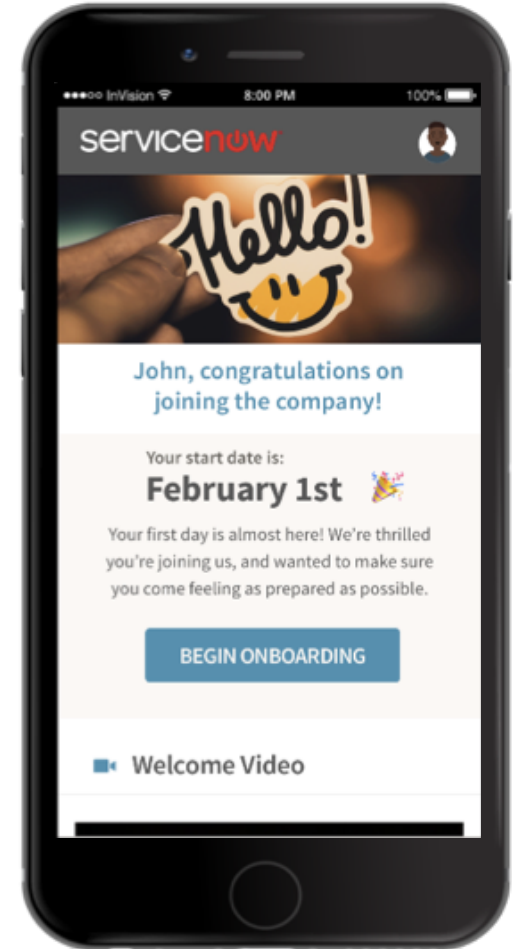 InVision 8:00 PM 100%
servicenow
Hello!
John, congratulations on
joining the company!
Your start date is:
February 1st
Your first day is almost here! We're thrilled
you're joining us, and wanted to make sure
you come feeling as prepared as possible.
BEGIN ONBOARDING
Welcome Video